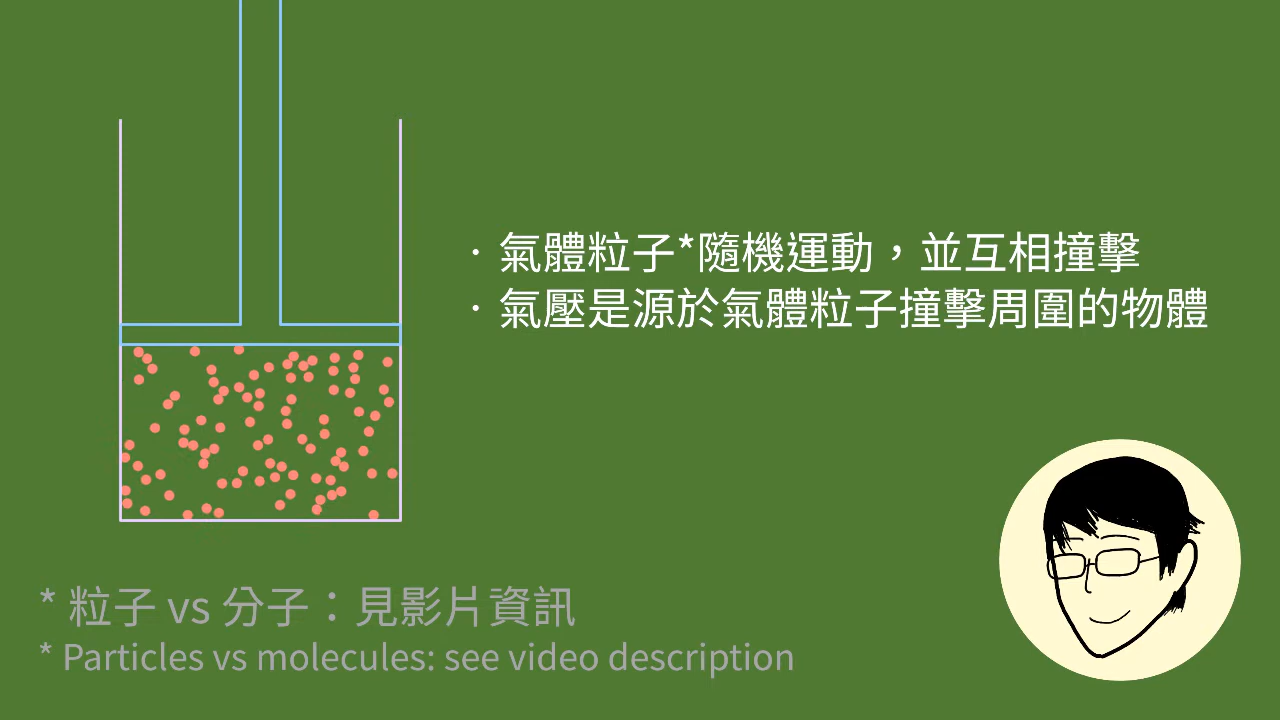 · 氣體粒子*隨機運動，並互相撞擊
· 氣壓是源於氣體粒子撞擊周圍的物體
* 粒子 vs 分子：見影片資訊
* Particles vs molecules: see video description